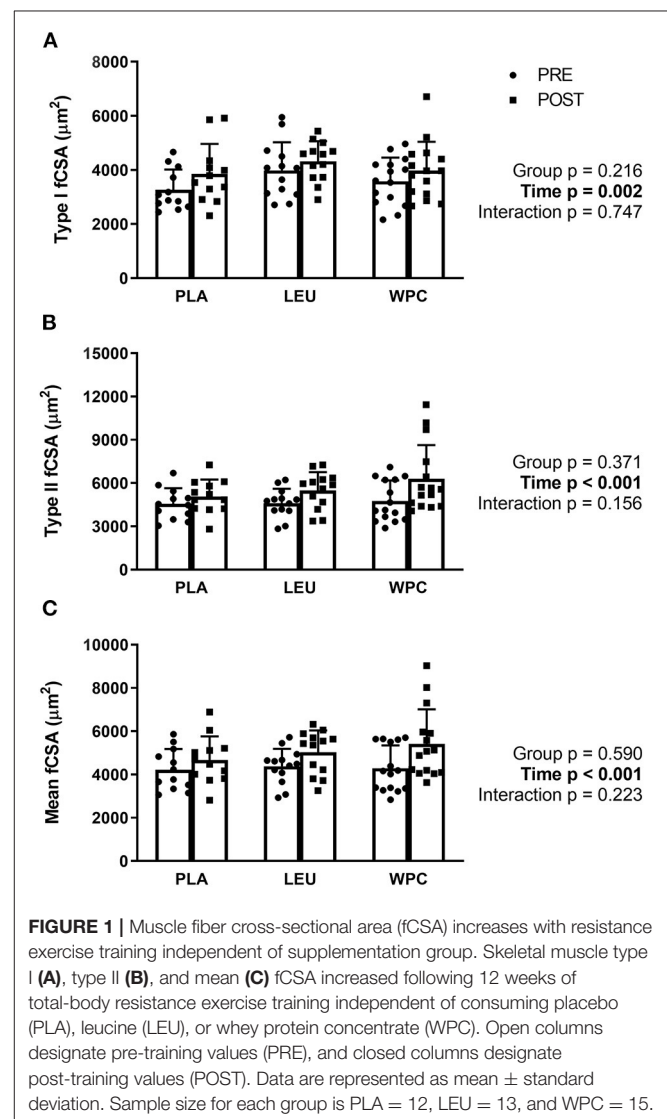 A
8000
6000
4000
2000
0
Type I fCSA (μm²)
PLA
LEU
WPC
PRE
POST
Group p = 0.216
Time p = 0.002
Interaction p = 0.747
B
15000
12000
9000
6000
3000
0
Type II fCSA (μm²)
PLA
LEU
WPC
Group p = 0.371
Time p < 0.001
Interaction p = 0.156
C
10000
8000
6000
4000
2000
0
Mean fCSA (μm²)
PLA
LEU
WPC
Group p = 0.590
Time p < 0.001
Interaction p = 0.223
FIGURE 1 | Muscle fiber cross-sectional area (fCSA) increases with resistance
exercise training independent of supplementation group. Skeletal muscle type
I (A), type II (B), and mean (C) fCSA increased following 12 weeks of
total-body resistance exercise training independent of consuming placebo
(PLA), leucine (LEU), or whey protein concentrate (WPC). Open columns
designate pre-training values (PRE), and closed columns designate
post-training values (POST). Data are represented as mean ± standard
deviation. Sample size for each group is PLA = 12, LEU = 13, and WPC = 15.